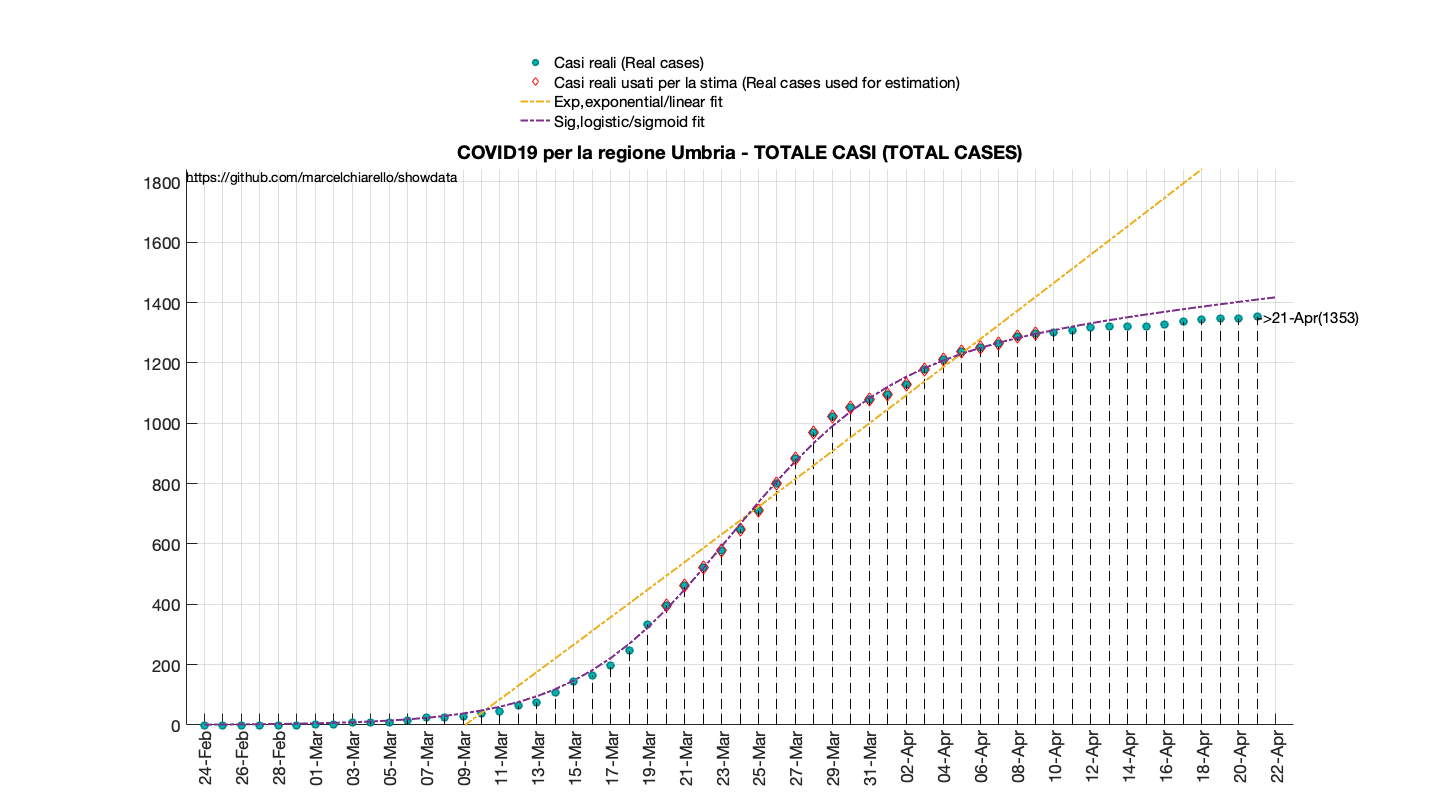 Casi reali (Real cases)
Casi reali usati per la stima (Real cases used for estimation)
Exp,exponential/linear fit
Sig,logistic/sigmoid fit
COVID19 per la regione Umbria - TOTALE CASI (TOTAL CASES)
https://github.com/marcelchiarello/showdata
1800
1600
1400
1200
1000
800
600
400
200
0
>21-Apr(1353)
24-Feb
26-Feb
28-Feb
01-Mar
03-Mar
05-Mar
07-Mar
09-Mar
11-Mar
13-Mar
15-Mar
17-Mar
19-Mar
21-Mar
23-Mar
25-Mar
27-Mar
29-Mar
31-Mar
02-Apr
04-Apr
06-Apr
08-Apr
10-Apr
12-Apr
14-Apr
16-Apr
18-Apr
20-Apr
22-Apr